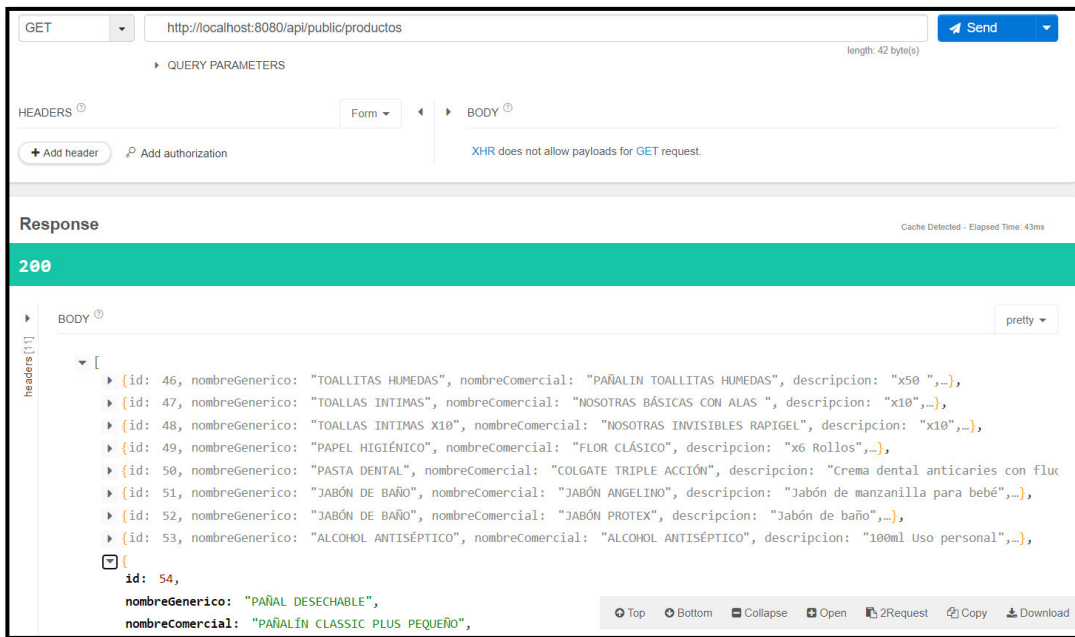 GET http://localhost:8080/api/public/productos Send
length: 42 byte(s)
QUERY PARAMETERS
HEADERS ? Form BODY ?
+ Add header Add authorization XHR does not allow payloads for GET request.
Response Cache Detected - Elapsed Time: 43ms
200
BODY ? pretty
headers [11]
[
{id: 46, nombreGenerico: "TOALLITAS HUMEDAS", nombreComercial: "PAÑALIN TOALLITAS HUMEDAS", descripcion: "x50 ",…},
{id: 47, nombreGenerico: "TOALLAS INTIMAS", nombreComercial: "NOSOTRAS BÁSICAS CON ALAS ", descripcion: "x10",…},
{id: 48, nombreGenerico: "TOALLAS INTIMAS X10", nombreComercial: "NOSOTRAS INVISIBLES RAPIGEL", descripcion: "x10",…},
{id: 49, nombreGenerico: "PAPEL HIGIÉNICO", nombreComercial: "FLOR CLÁSICO", descripcion: "x6 Rollos",…},
{id: 50, nombreGenerico: "PASTA DENTAL", nombreComercial: "COLGATE TRIPLE ACCIÓN", descripcion: "Crema dental anticaries con fluo
{id: 51, nombreGenerico: "JABÓN DE BAÑO", nombreComercial: "JABÓN ANGELINO", descripcion: "Jabón de manzanilla para bebé",…},
{id: 52, nombreGenerico: "JABÓN DE BAÑO", nombreComercial: "JABÓN PROTEX", descripcion: "Jabón de baño",…},
{id: 53, nombreGenerico: "ALCOHOL ANTISÉPTICO", nombreComercial: "ALCOHOL ANTISÉPTICO", descripcion: "100ml Uso personal",…},
{
id: 54,
nombreGenerico: "PAÑAL DESECHABLE",
nombreComercial: "PAÑALÍN CLASSIC PLUS PEQUEÑO",
Top Bottom Collapse Open 2Request Copy Download